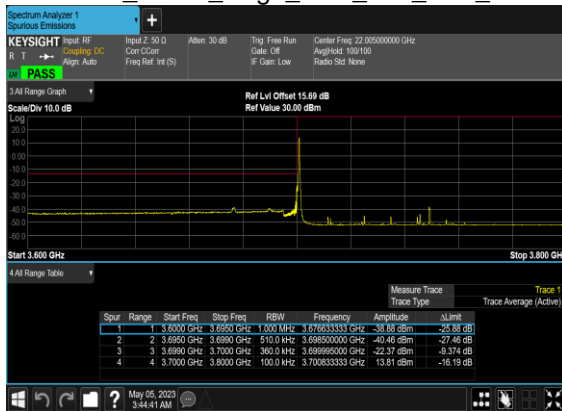 Spectrum Analyzer 1
Spurious Emissions
KEYSIGHT Input: RF Input Z: 50 Ω Atten: 30 dB Trig: Free Run Center Freq: 22.005000000 GHz
R T Coupling: DC Corr CCorr Gate: Off Avg|Hold: 100/100
Align: Auto Freq Ref: Int (S) IF Gain: Low Radio Std: None
PASS
3 All Range Graph
Ref Lvl Offset 15.69 dB
Scale/Div 10.0 dB Ref Value 30.00 dBm
Log
20.0
10.0
0.00
-10.0
-20.0
-30.0
-40.0
-50.0
-60.0
Start 3.600 GHz Stop 3.800 GH
4 All Range Table
Measure Trace Trace 1
Trace Type Trace Average (Active)
Spur Range Start Freq Stop Freq RBW Frequency Amplitude ΔLimit
1 1 3.6000 GHz 3.6950 GHz 1.000 MHz 3.676633333 GHz -38.88 dBm -25.88 dB
2 2 3.6950 GHz 3.6990 GHz 510.0 kHz 3.698500000 GHz -40.46 dBm -27.46 dB
3 3 3.6990 GHz 3.7000 GHz 360.0 kHz 3.699995000 GHz -22.37 dBm -9.374 dB
4 4 3.7000 GHz 3.8000 GHz 100.0 kHz 3.700833333 GHz 13.81 dBm -16.19 dB
May 05, 2023
3:44:41 AM